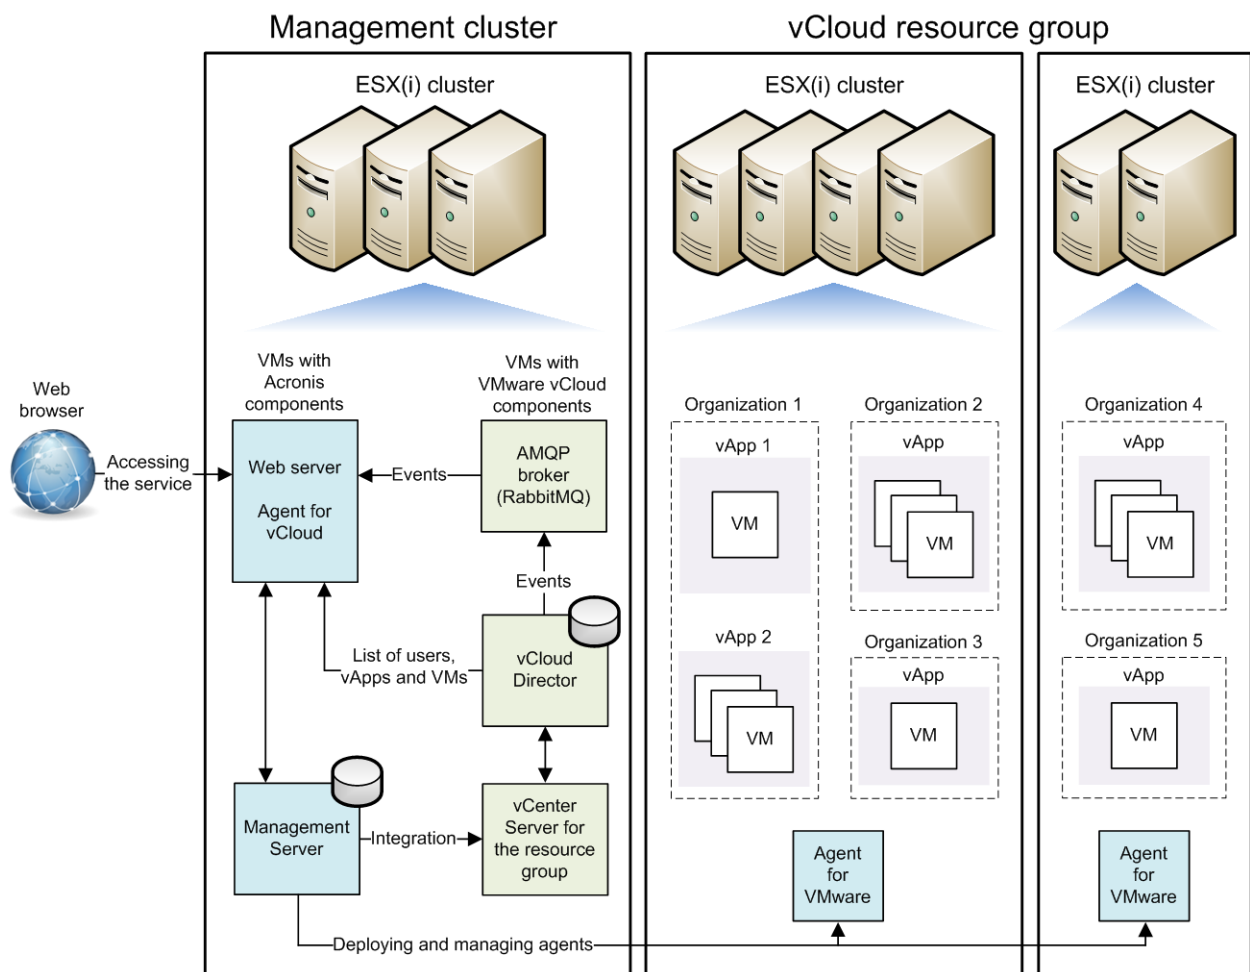 Management cluster
vCloud resource group
ESX(i) cluster
ESX(i) cluster
ESX(i) cluster
Web
browser
Accessing
the service
VMs with
Acronis
components
VMs with
VMware vCloud
components
Web server
Agent for
vCloud
Events
AMQP
broker
(RabbitMQ)
Events
List of users,
vApps and VMs
vCloud
Director
Management
Server
Integration
vCenter
Server for
the resource
group
Deploying and managing agents
Organization 1
vApp 1
VM
vApp 2
VM
Organization 2
vApp
VM
Organization 3
vApp
VM
Agent
for
VMware
Organization 4
vApp
VM
Organization 5
vApp
VM
Agent
for
VMware